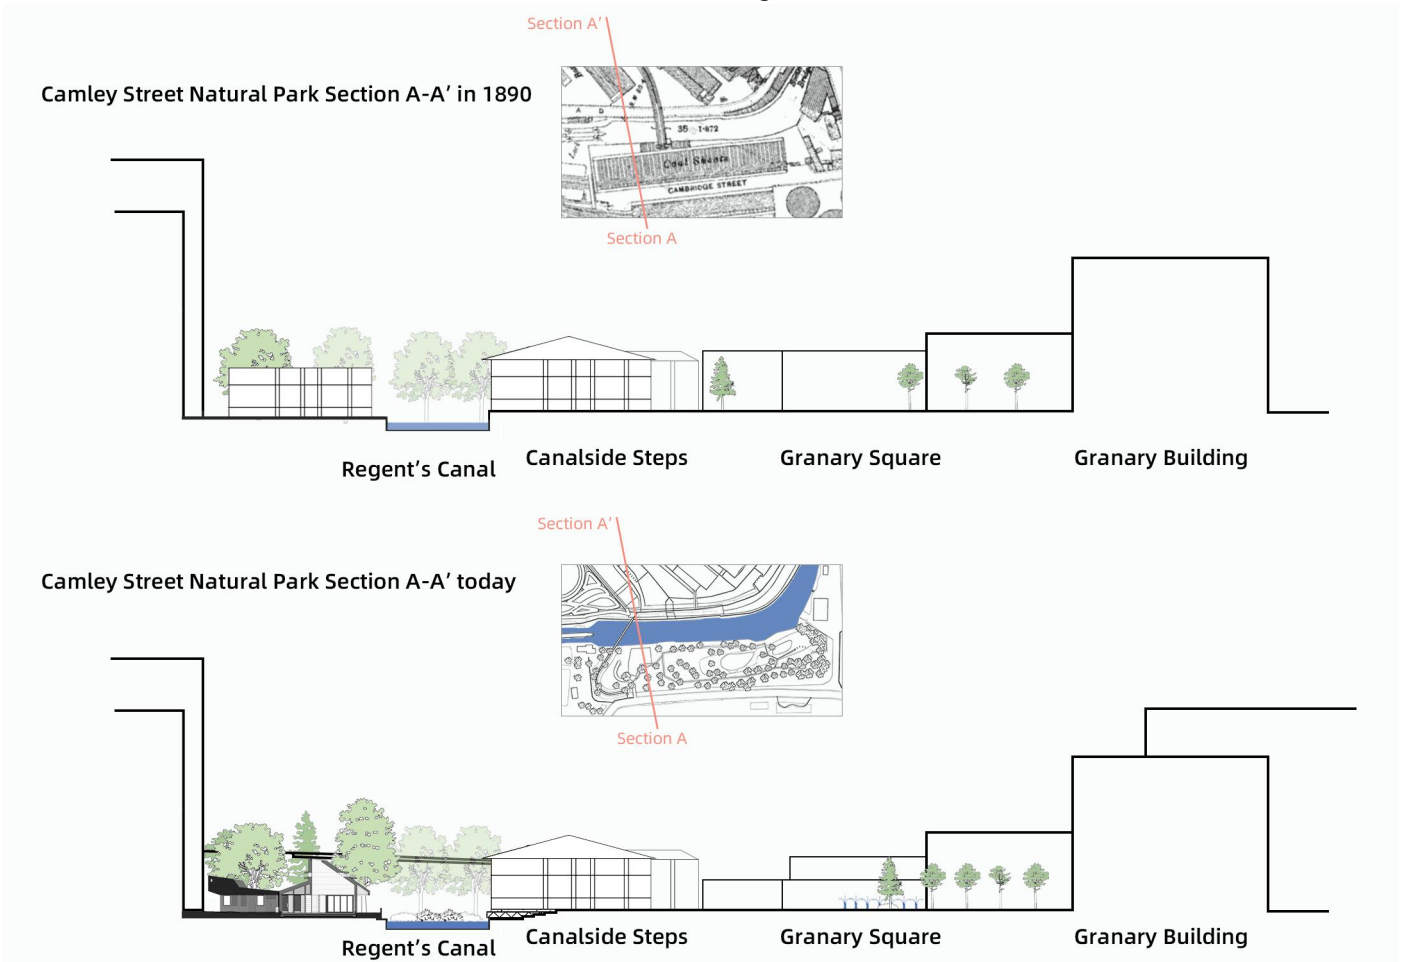 Section A’
Camley Street Natural Park Section A-A’ in 1890
35
1·872
Coal Shoots
CAMBRIDGE STREET
Section A
Regent’s Canal
Canalside Steps
Granary Square
Granary Building
Section A’
Camley Street Natural Park Section A-A’ today
Section A
Regent’s Canal
Canalside Steps
Granary Square
Granary Building